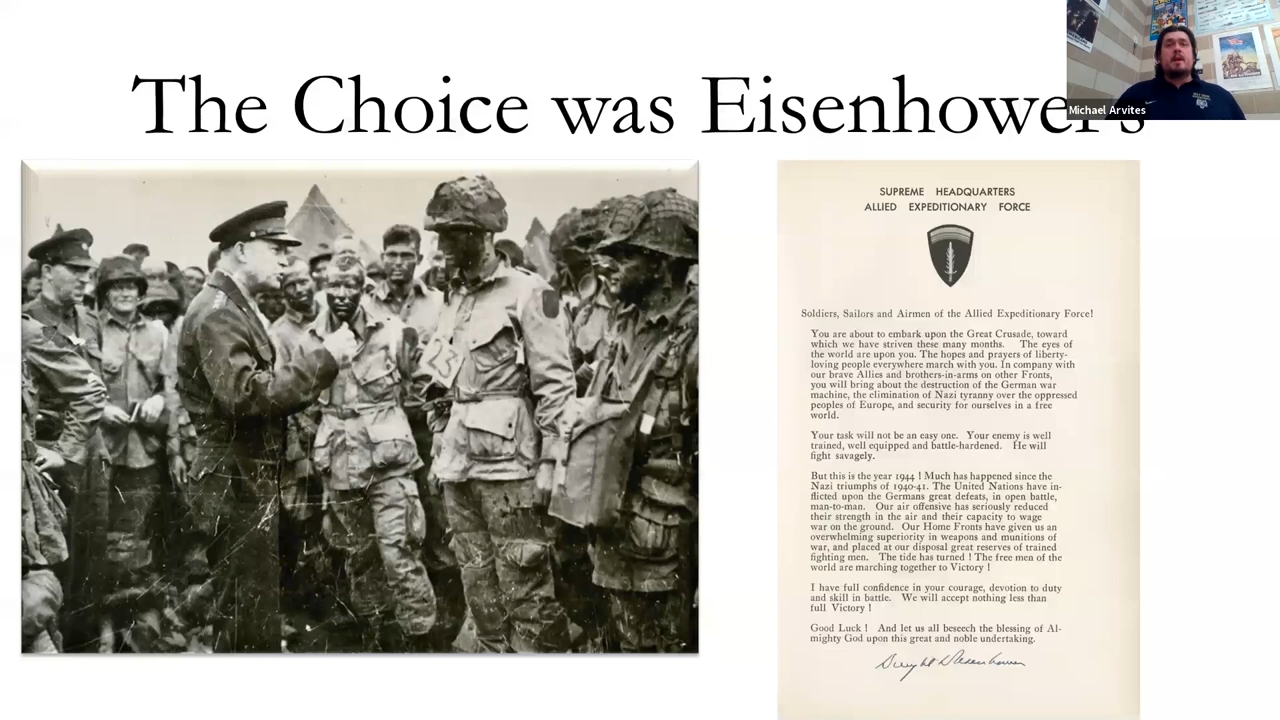 The Choice was Eisenhower's
Michael Arvites
23
SUPREME HEADQUARTERS
ALLIED EXPEDITIONARY FORCE
Soldiers, Sailors and Airmen of the Allied Expeditionary Force!
You are about to embark upon the Great Crusade, toward
which we have striven these many months. The eyes of
the world are upon you. The hopes and prayers of liberty-
loving people everywhere march with you. In company with
our brave Allies and brothers-in-arms on other Fronts,
you will bring about the destruction of the German war
machine, the elimination of Nazi tyranny over the oppressed
peoples of Europe, and security for ourselves in a free
world.
Your task will not be an easy one. Your enemy is well
trained, well equipped and battle-hardened. He will
fight savagely.
But this is the year 1944 ! Much has happened since the
Nazi triumphs of 1940-41. The United Nations have in-
flicted upon the Germans great defeats, in open battle,
man-to-man. Our air offensive has seriously reduced
their strength in the air and their capacity to wage
war on the ground. Our Home Fronts have given us an
overwhelming superiority in weapons and munitions of
war, and placed at our disposal great reserves of trained
fighting men. The tide has turned ! The free men of the
world are marching together to Victory !
I have full confidence in your courage, devotion to duty
and skill in battle. We will accept nothing less than
full Victory !
Good Luck ! And let us all beseech the blessing of Al-
mighty God upon this great and noble undertaking.
Dwight D Eisenhower